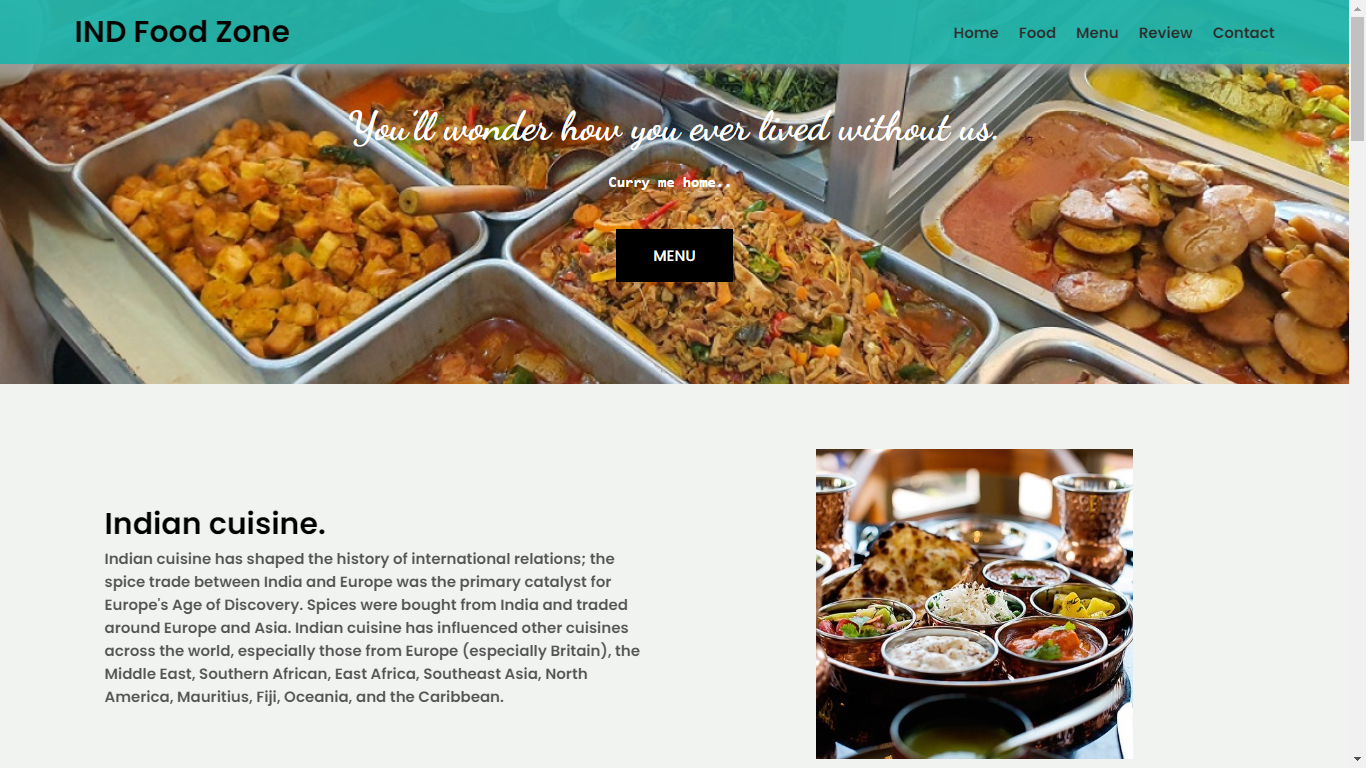 IND Food Zone
Home Food Menu Review Contact
You'll wonder how you ever lived without us.
Curry me home..
MENU
Indian cuisine.
Indian cuisine has shaped the history of international relations; the
spice trade between India and Europe was the primary catalyst for
Europe's Age of Discovery. Spices were bought from India and traded
around Europe and Asia. Indian cuisine has influenced other cuisines
across the world, especially those from Europe (especially Britain), the
Middle East, Southern African, East Africa, Southeast Asia, North
America, Mauritius, Fiji, Oceania, and the Caribbean.